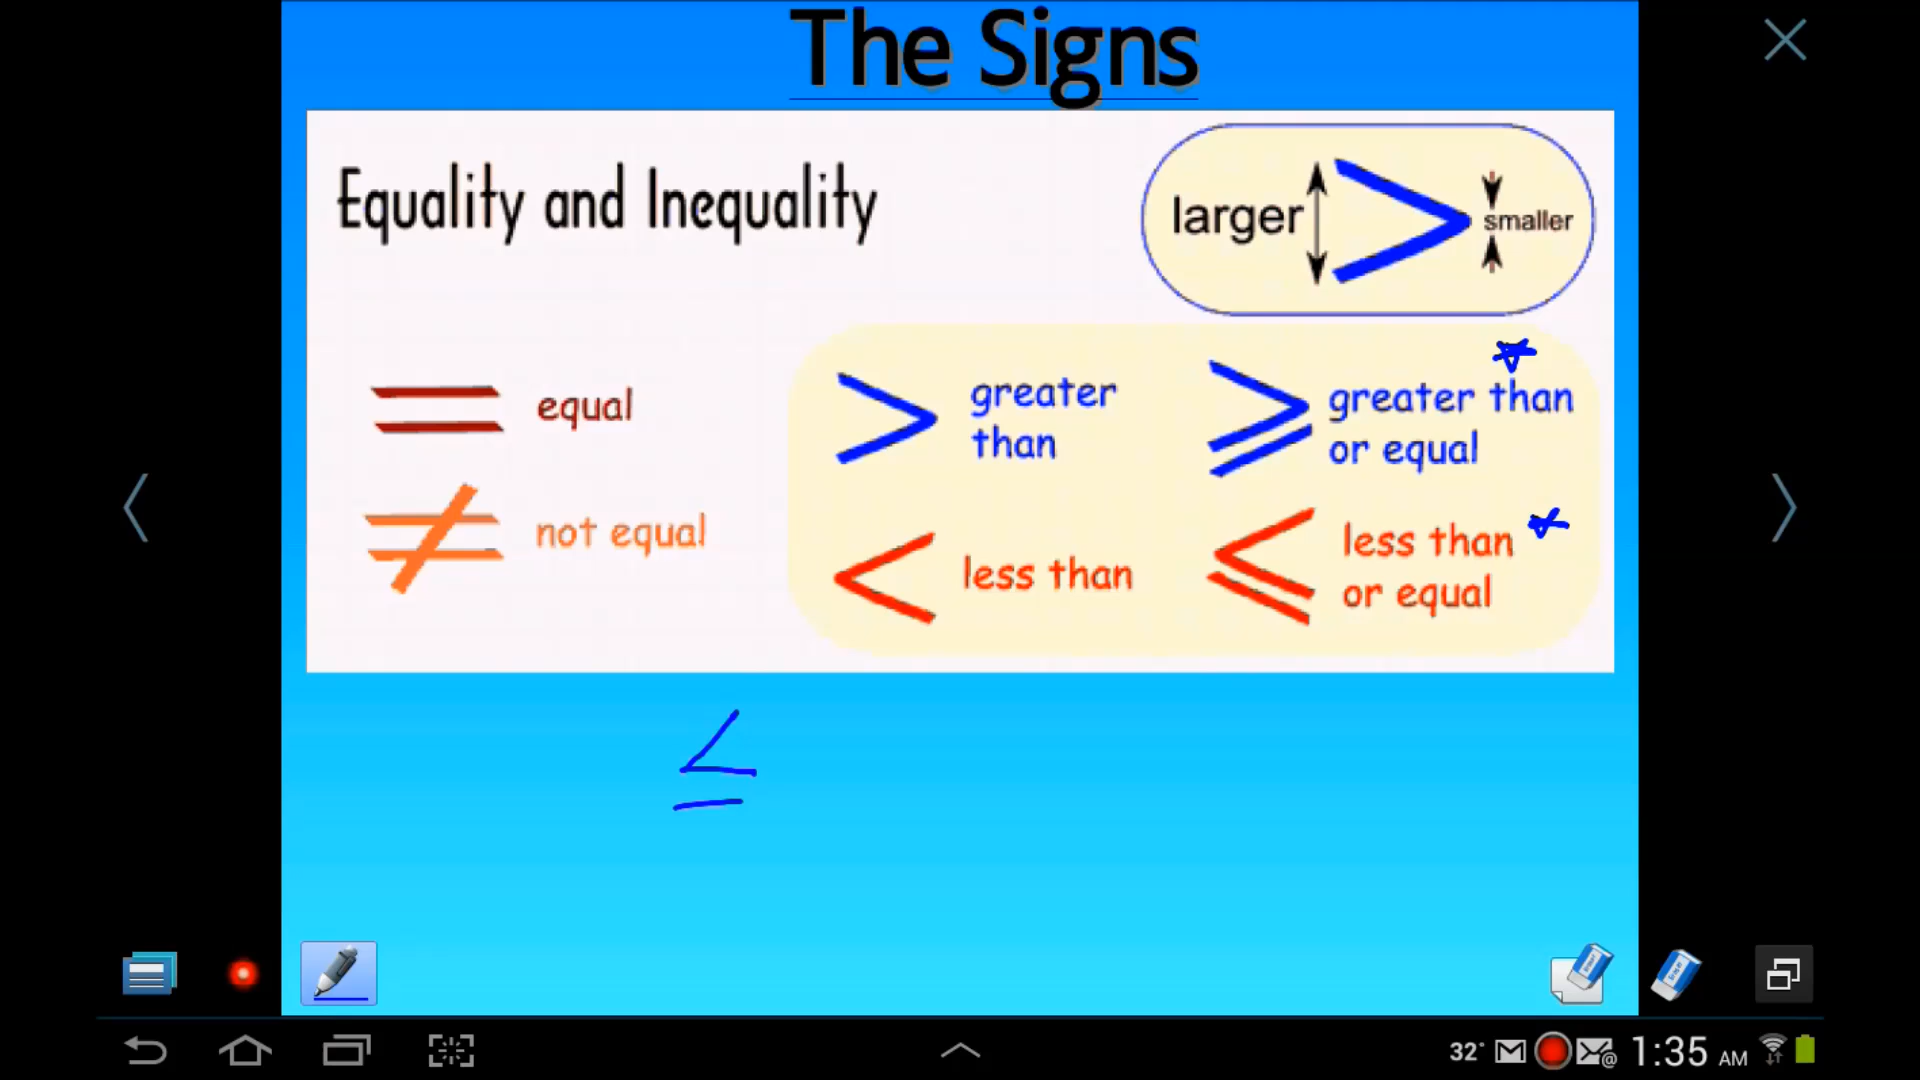 The Signs
Equality and Inequality
larger > smaller
= equal
> greater than
≥ greater than or equal
≠ not equal
< less than
≤ less than or equal
≤
32° 1:35 AM